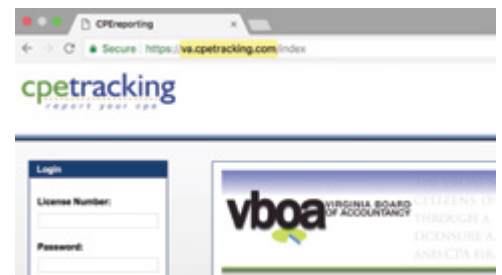 CPEreporting
Secure https://va.cpetracking.com/index
cpetracking
report your cpe
Login
License Number:
Password:
vboa VIRGINIA BOARD
OF ACCOUNTANCY
CITIZENS O
THROUGH A
LICENSURE A
AND CPA FIR